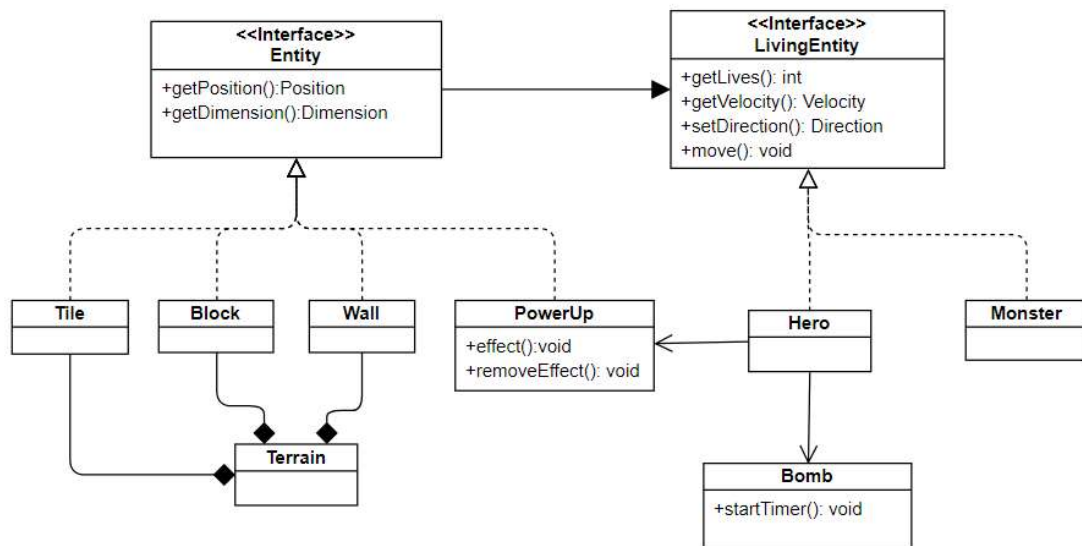 <<Interface>>
Entity
+getPosition():Position
+getDimension():Dimension
<<Interface>>
LivingEntity
+getLives(): int
+getVelocity(): Velocity
+setDirection(): Direction
+move(): void
Tile
Block
Wall
PowerUp
+effect():void
+removeEffect(): void
Hero
Monster
Terrain
Bomb
+startTimer(): void